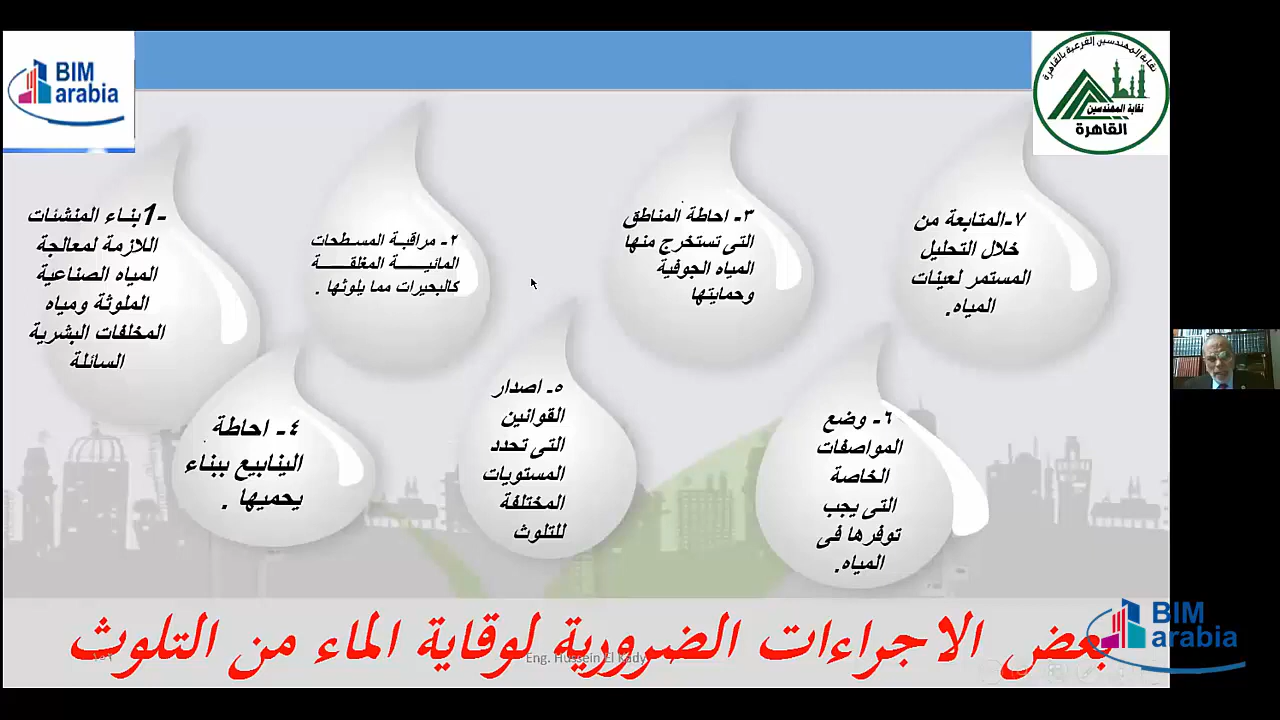 BIM
arabia
نقابة المهندسين الفرعية بالقاهرة
نقابة المهندسين
القاهرة
-1بناء المنشئات
اللازمة لمعالجة
المياه الصناعية
الملوثة ومياه
المخلفات البشرية
السائلة
٢- مراقبة المسطحات
المائية المغلقة
كالبحيرات مما يلوثها .
٣- احاطة المناطق
التى تستخرج منها
المياه الجوفية
وحمايتها
٧-المتابعة من
خلال التحليل
المستمر لعينات
المياه.
٤- احاطة
الينابيع ببناء
يحميها .
٥- اصدار
القوانين
التى تحدد
المستويات
المختلفة
للتلوث
٦- وضع
المواصفات
الخاصة
التى يجب
توفرها فى
المياه.
بعض الاجراءات الضرورية لوقاية الماء من التلوث
Eng. Hussein El Kady
BIM
arabia